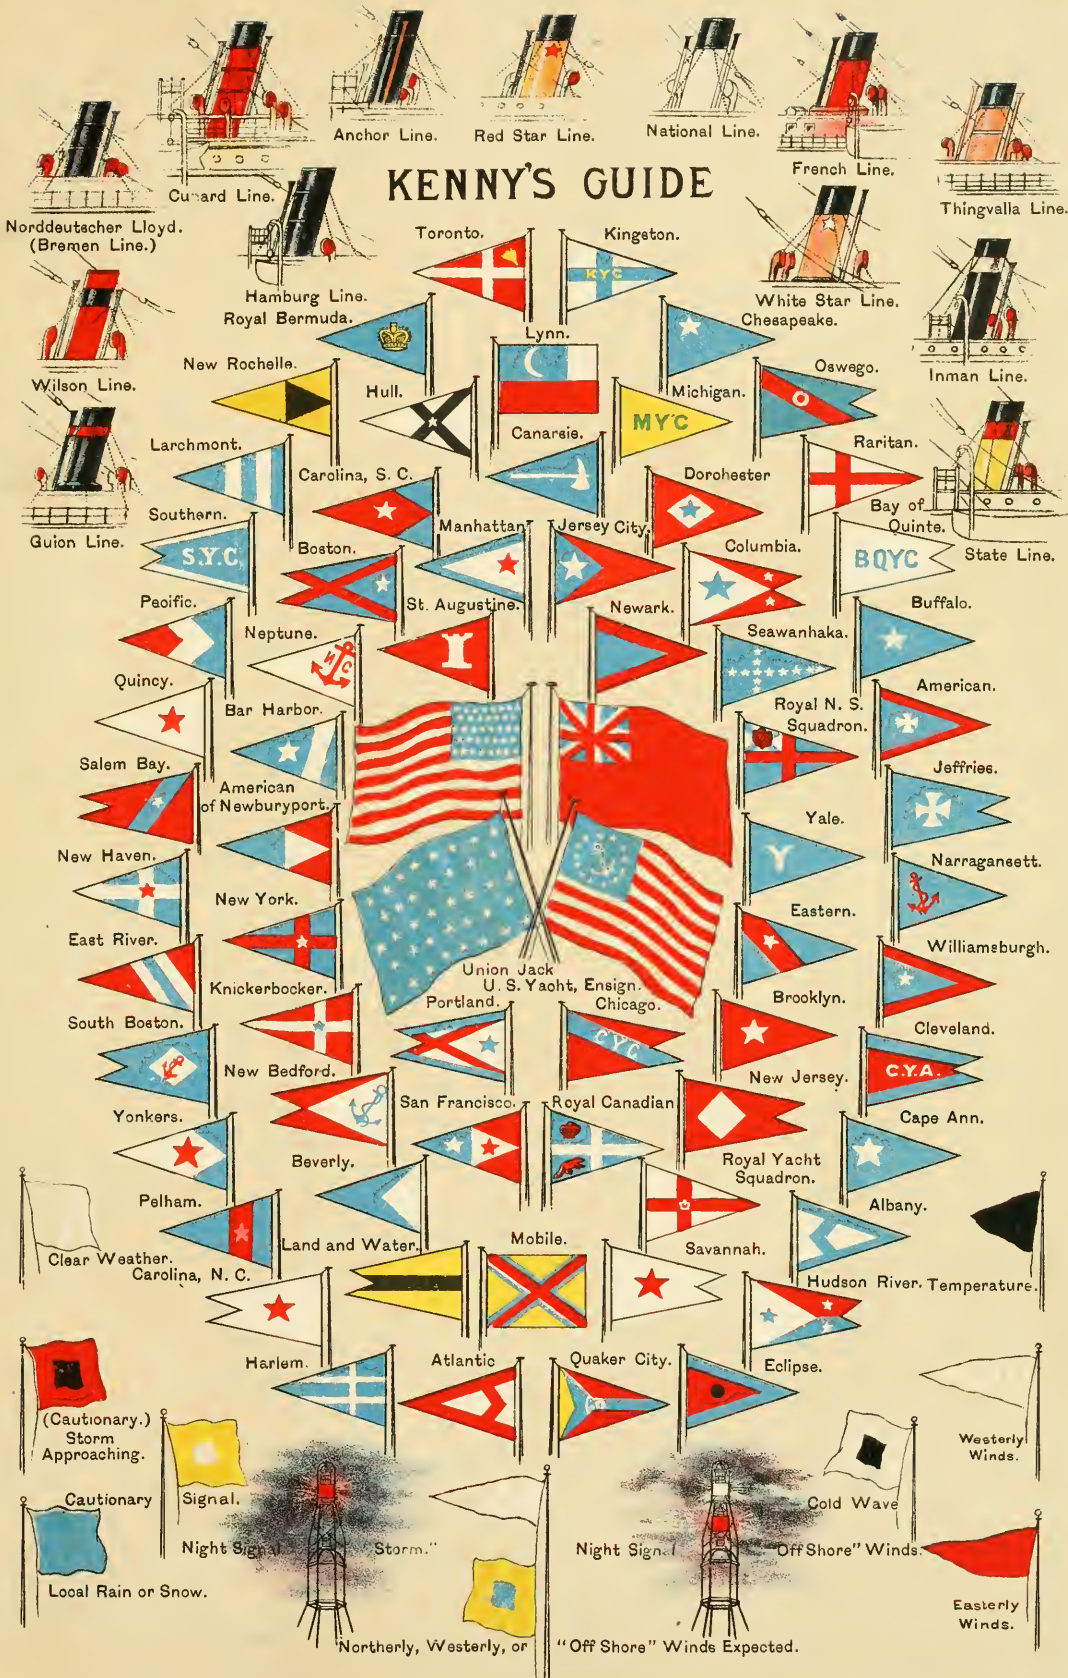 Anchor Line.
Red Star Line.
National Line.
French Line.
Cunard Line.
KENNY'S GUIDE
Thingvalla Line.
Norddeutscher Lloyd.
(Bremen Line.)
Toronto.
Kingston.
KYC
Hamburg Line.
White Star Line.
Royal Bermuda.
Chesapeake.
Lynn.
New Rochelle.
Oswego.
Wilson Line.
Hull.
Michigan.
Inman Line.
O
MYC
Canarsie.
Larchmont.
Raritan.
Carolina, S. C.
Dorchester
Bay of
Quinte.
Southern.
Manhattan
Jersey City.
Guion Line.
Boston.
Columbia.
State Line.
S.Y.C.
BQYC
Pacific.
St. Augustine.
Newark.
Buffalo.
Neptune.
Seawanhaka.
N C
Quincy.
American.
Bar Harbor.
Royal N. S.
Squadron.
Salem Bay.
Jeffries.
American
of Newburyport.
Yale.
Y
New Haven.
Narragansett.
New York.
Eastern.
East River.
Williamsburgh.
Union Jack
U. S. Yacht, Ensign.
Knickerbocker.
Brooklyn.
Portland.
Chicago.
South Boston.
Cleveland.
CYC
New Bedford.
New Jersey.
C.Y.A.
San Francisco.
Royal Canadian
Yonkers.
Cape Ann.
Beverly.
Royal Yacht
Squadron.
Pelham.
Albany.
Land and Water.
Mobile.
Savannah.
Clear Weather.
Carolina, N. C.
Hudson River.
Temperature.
Harlem.
Atlantic
Quaker City.
Eclipse.
(Cautionary.)
Storm
Approaching.
Westerly
Winds.
Cautionary
Signal.
Cold Wave
Night Signal
"Storm."
Night Signal
"Off Shore" Winds.
Local Rain or Snow.
Easterly
Winds.
Northerly, Westerly, or "Off Shore" Winds Expected.